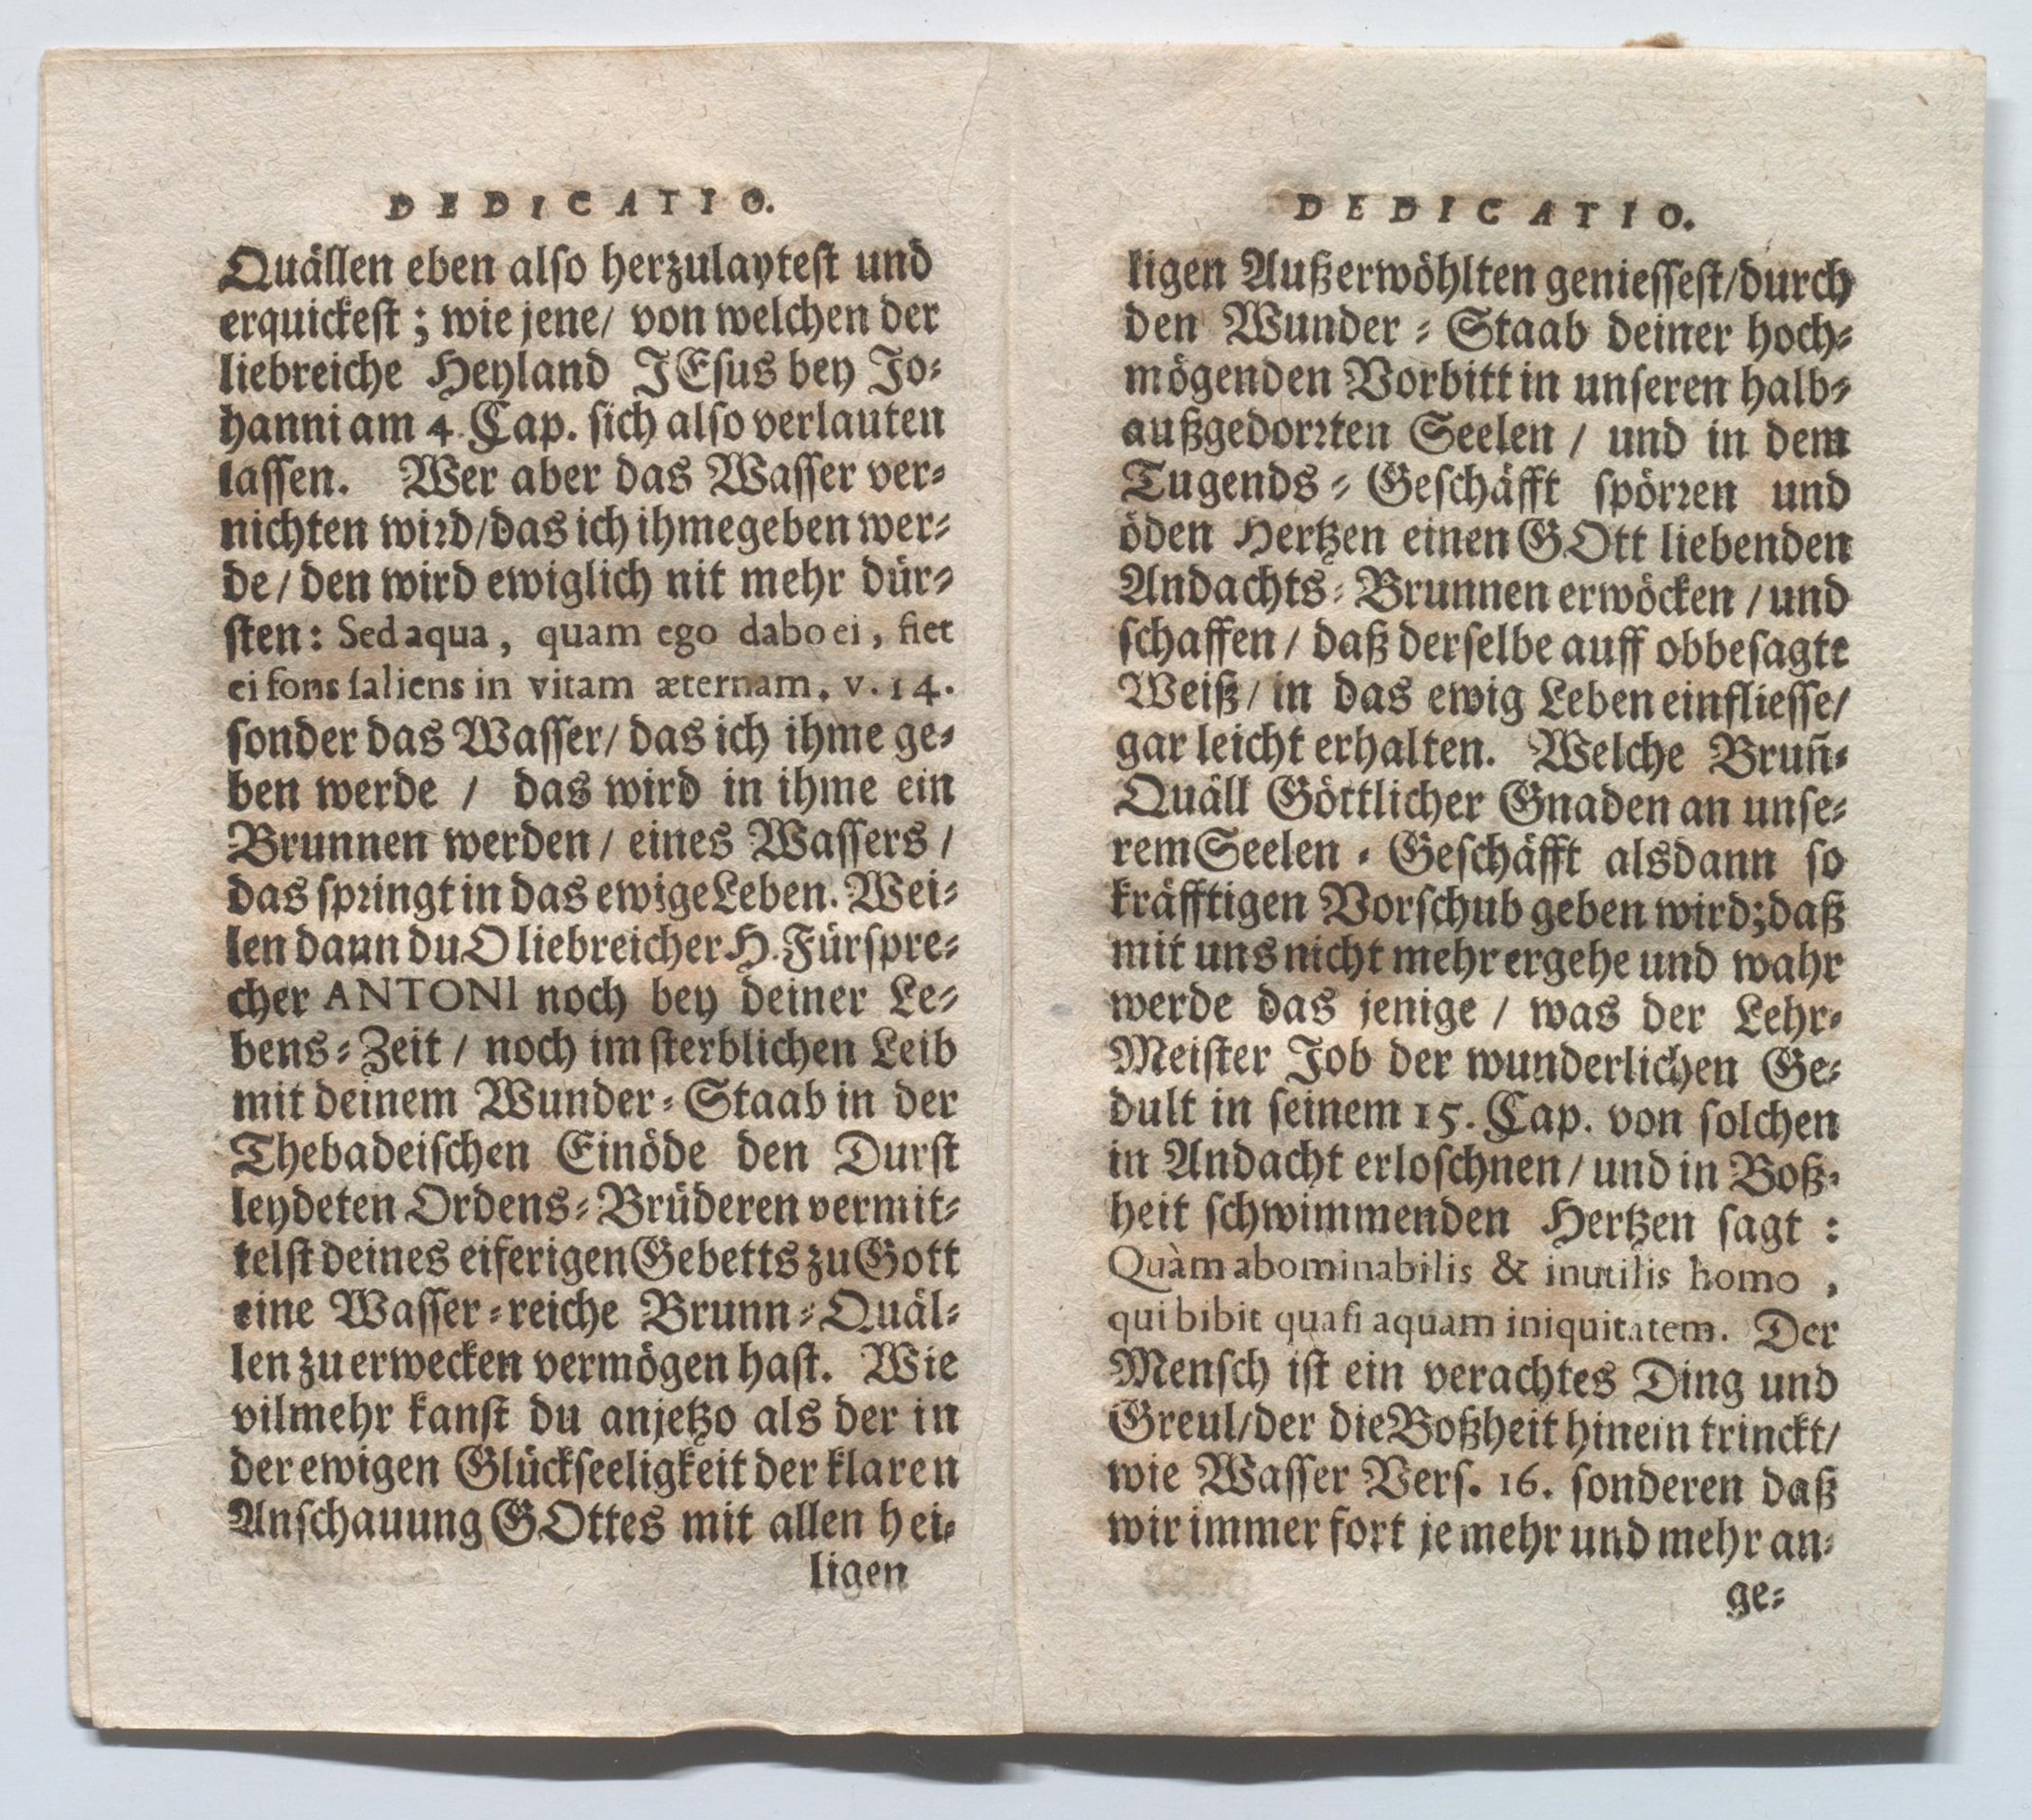 DEDICATIO.
Quällen eben also herzulaytest und
erquickest; wie jene/ von welchen der
liebreiche Heyland JEsus bey Jo-
hanni am 4. Cap. sich also verlauten
lassen. Wer aber das Wasser ver-
nichten wird/das ich ihme geben wer-
de/ den wird ewiglich nit mehr dür-
sten: Sed aqua, quam ego dabo ei, fiet
ei fons saliens in vitam æternam, v. 14.
sonder das Wasser/ das ich ihme ge-
ben werde / das wird in ihme ein
Brunnen werden/ eines Wassers /
das springt in das ewige Leben. Wei-
len dann du O liebreicher H. Fürspre-
cher ANTONI noch bey deiner Le-
bens-Zeit / noch im sterblichen Leib
mit deinem Wunder-Staab in der
Thebadeischen Einöde den Durst
leydeten Ordens-Brüderen vermit-
telst deines eiferigen Gebetts zu Gott
eine Wasser-reiche Brunn-Quäl-
len zu erwecken vermögen hast. Wie
vilmehr kanst du anjetzo als der in
der ewigen Glückseeligkeit der klaren
Anschauung GOttes mit allen hei-
ligen
DEDICATIO.
ligen Außerwöhlten geniessest/durch
den Wunder-Staab deiner hoch-
mögenden Vorbitt in unseren halb-
außgedorrten Seelen / und in dem
Tugends-Geschäfft spörren und
öden Hertzen einen GOtt liebenden
Andachts-Brunnen erwöcken / und
schaffen / daß derselbe auff obbesagte
Weiß/ in das ewig Leben einfliesse/
gar leicht erhalten. Welche Bruñ-
Quäll Göttlicher Gnaden an unse-
rem Seelen-Geschäfft alsdann so
kräfftigen Vorschub geben wird; daß
mit uns nicht mehr ergehe und wahr
werde das jenige / was der Lehr-
Meister Job der wunderlichen Ge-
dult in seinem 15. Cap. von solchen
in Andacht erloschnen / und in Boß-
heit schwimmenden Hertzen sagt :
Quàm abominabilis & inutilis homo ,
qui bibit quasi aquam iniquitatem. Der
Mensch ist ein verachtes Ding und
Greul/der die Boßheit hinein trinckt/
wie Wasser Vers. 16. sonderen daß
wir immer fort je mehr und mehr an-
ge-